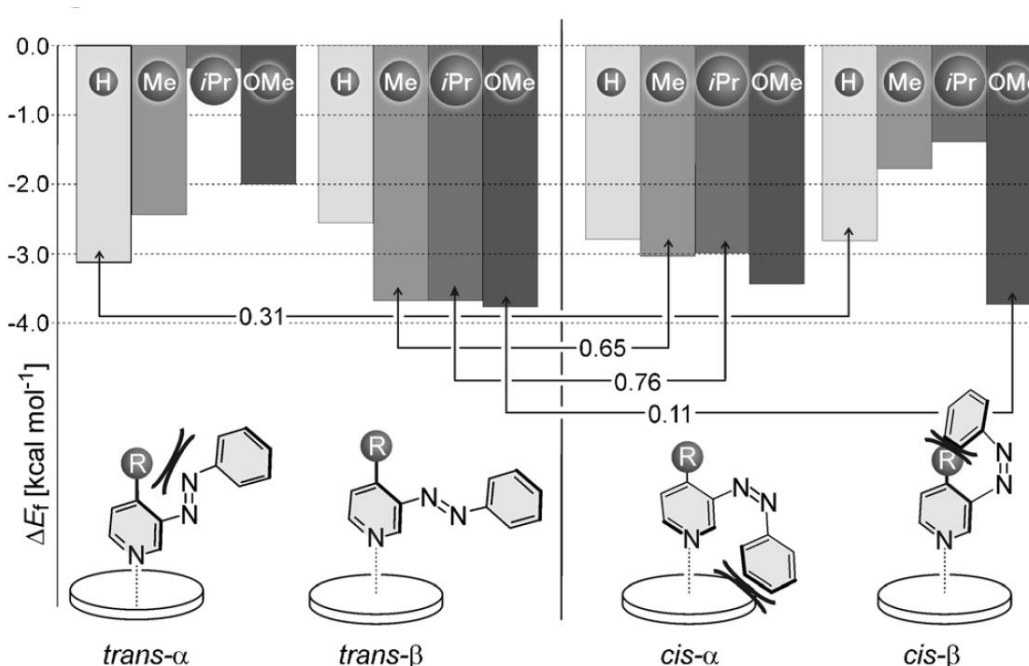 0.0
-1.0
-2.0
-3.0
-4.0
ΔEf [kcal mol⁻¹]
H Me iPr OMe
H Me iPr OMe
H Me iPr OMe
H Me iPr OMe
0.31
0.65
0.76
0.11
R N N N
R N N N
R N N N
R N N N
trans-α trans-β cis-α cis-β